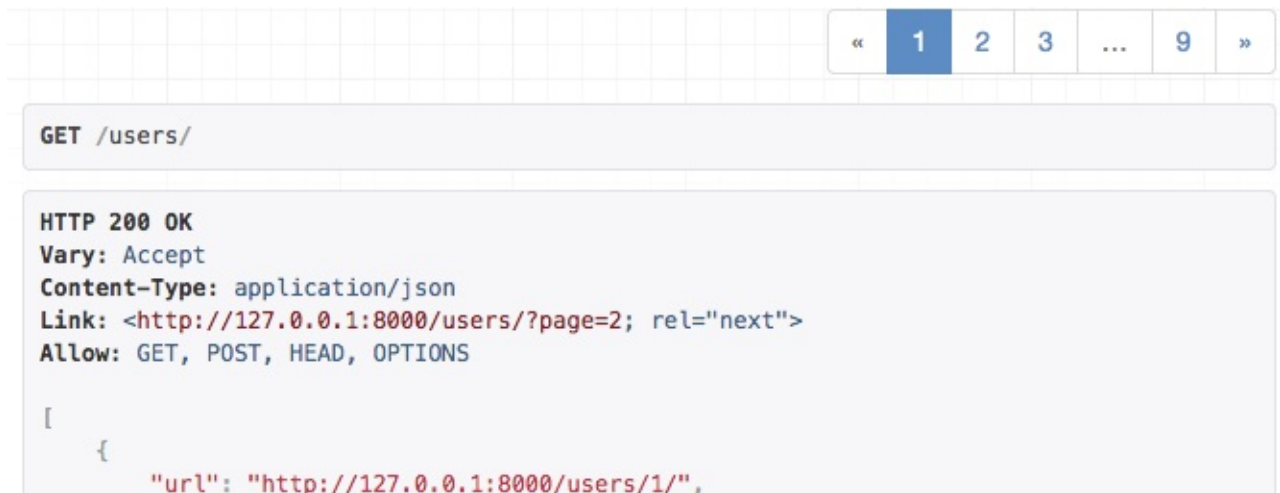 « 1 2 3 ... 9 »
GET /users/
HTTP 200 OK
Vary: Accept
Content-Type: application/json
Link: <http://127.0.0.1:8000/users/?page=2; rel="next">
Allow: GET, POST, HEAD, OPTIONS
[
{
"url": "http://127.0.0.1:8000/users/1/",